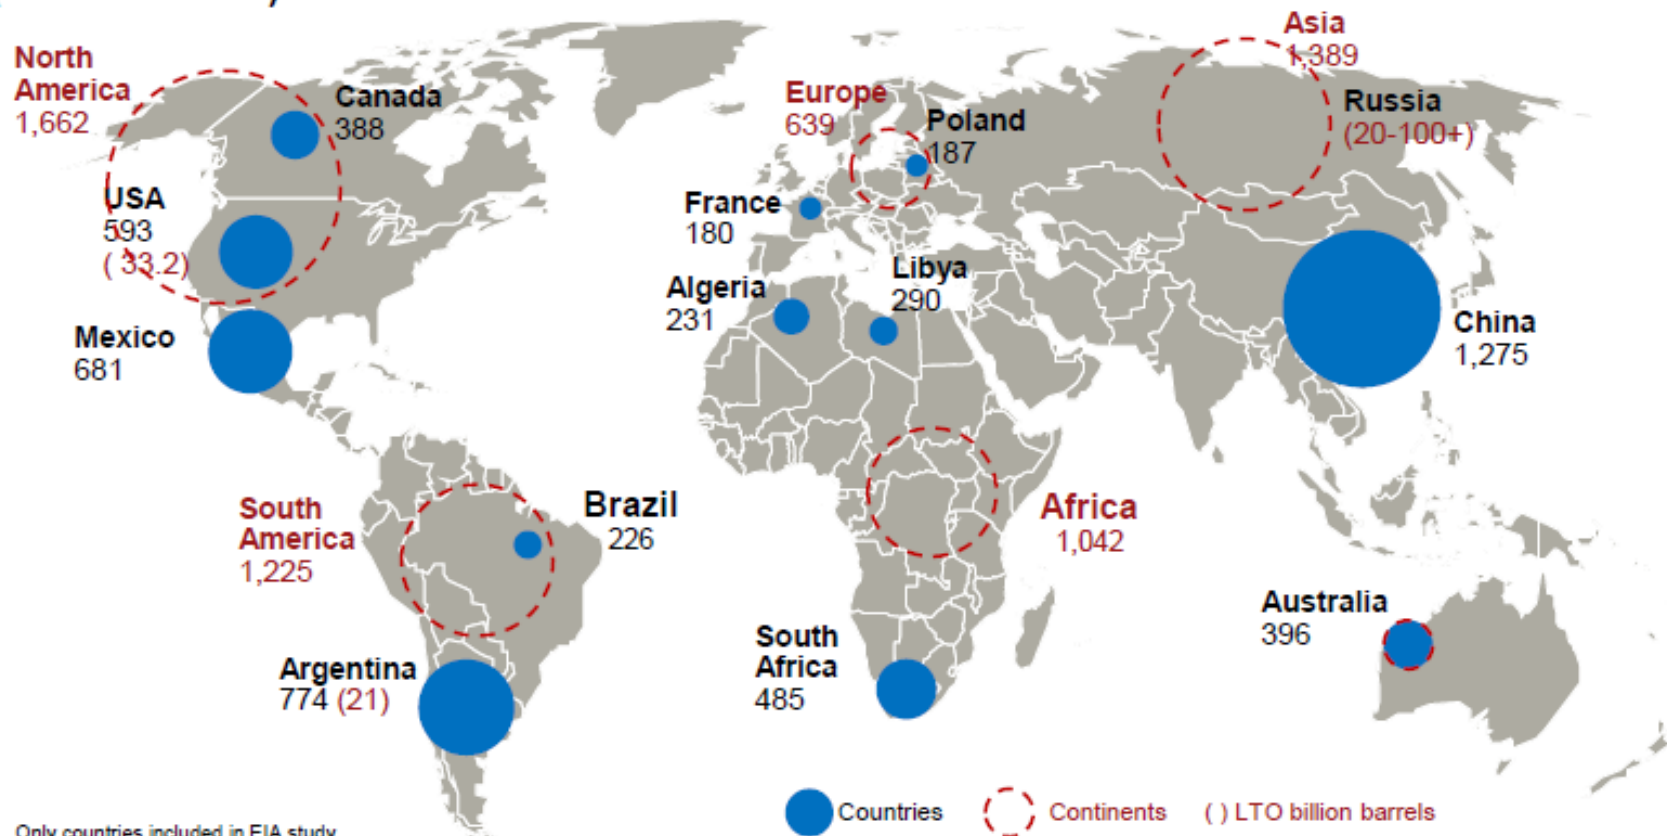 North
America
1,662
Canada
388
USA
593
( 33.2)
Mexico
681
South
America
1,225
Brazil
226
Argentina
774 (21)
Europe
639
Poland
187
France
180
Algeria
231
Libya
290
Africa
1,042
South
Africa
485
Asia
1,389
Russia
(20-100+)
China
1,275
Australia
396
Countries
Continents
( ) LTO billion barrels
Only countries included in EIA study